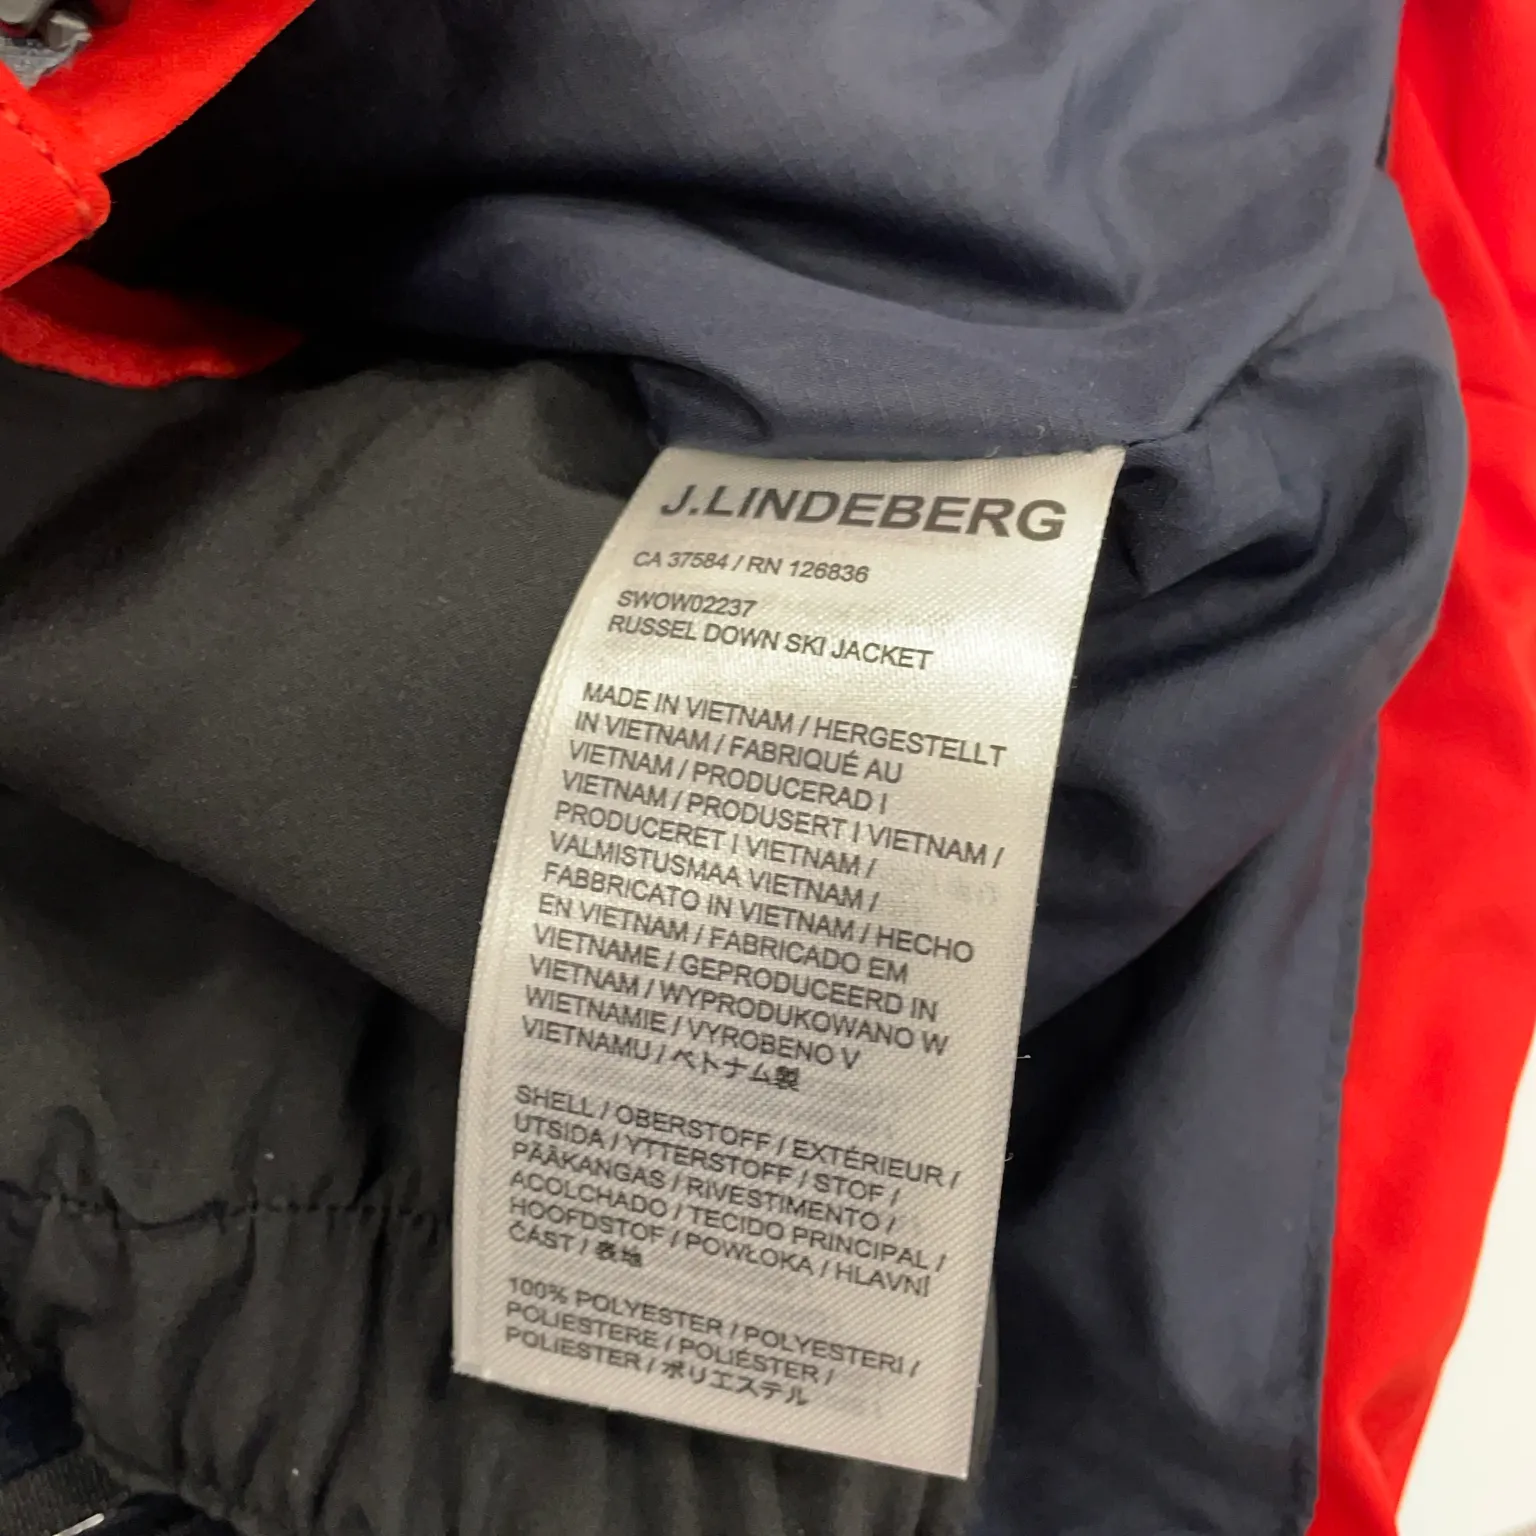 J.LINDEBERG
CA 37584 / RN 126836
SWOW02237
RUSSEL DOWN SKI JACKET
MADE IN VIETNAM / HERGESTELLT
IN VIETNAM / FABRIQUÉ AU
VIETNAM / PRODUCERAD I
VIETNAM / PRODUSERT I VIETNAM /
PRODUCERET I VIETNAM /
VALMISTUSMAA VIETNAM /
FABBRICATO IN VIETNAM / HECHO
EN VIETNAM / FABRICADO EM
VIETNAME / GEPRODUCEERD IN
VIETNAM / WYPRODUKOWANO W
WIETNAMIE / VYROBENO V
VIETNAMU / ベトナム製
SHELL / OBERSTOFF / EXTÉRIEUR /
UTSIDA / YTTERSTOFF / STOF /
PÄÄKANGAS / RIVESTIMENTO /
ACOLCHADO / TECIDO PRINCIPAL /
HOOFDSTOF / POWŁOKA / HLAVNÍ
ČÁST / 表地
100% POLYESTER / POLYESTERI /
POLIESTERE / POLIÉSTER /
POLIESTER / ポリエステル